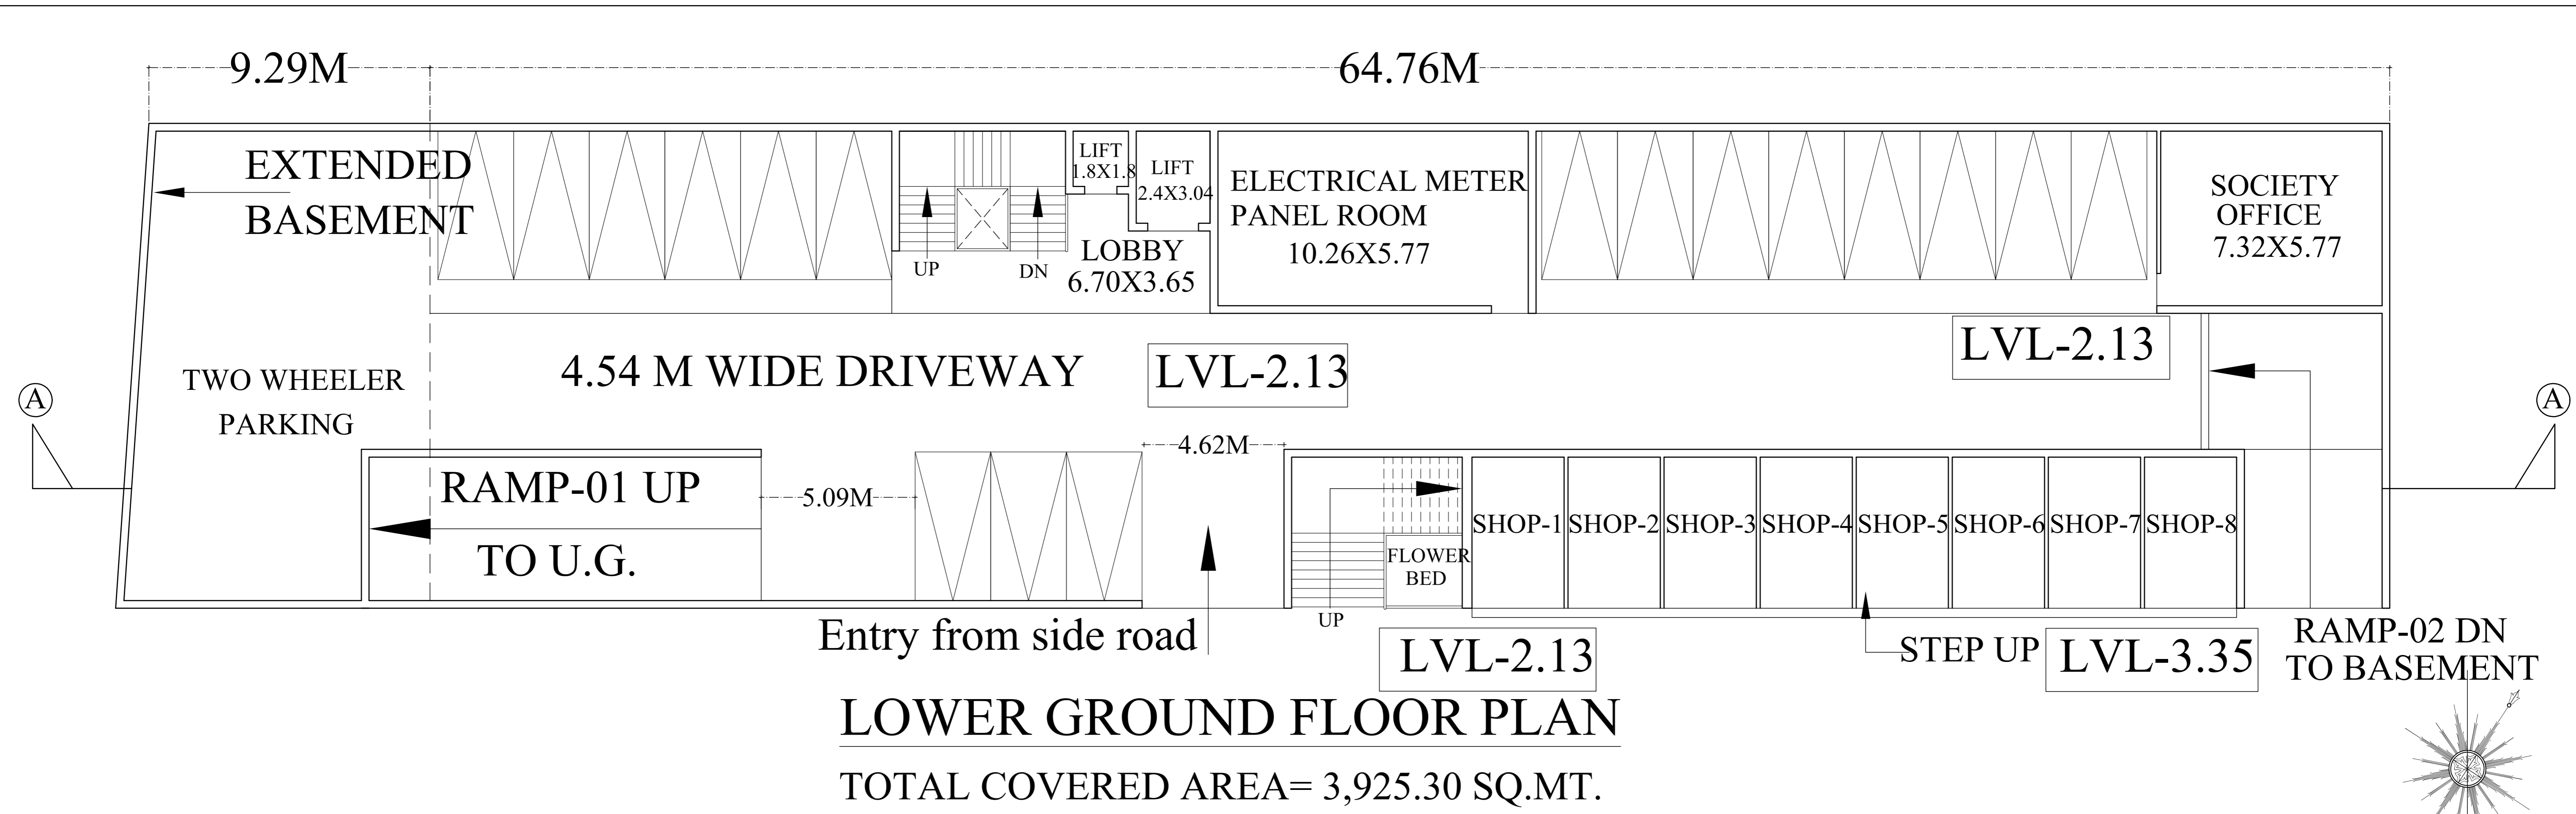 9.29M
64.76M
EXTENDED
BASEMENT
LIFT
1.8X1.8
LIFT
2.4X3.04
ELECTRICAL METER
PANEL ROOM
10.26X5.77
SOCIETY
OFFICE
7.32X5.77
UP
DN
LOBBY
6.70X3.65
TWO WHEELER
PARKING
4.54 M WIDE DRIVEWAY
LVL-2.13
LVL-2.13
A
A
4.62M
RAMP-01 UP
TO U.G.
5.09M
SHOP-1
SHOP-2
SHOP-3
SHOP-4
SHOP-5
SHOP-6
SHOP-7
SHOP-8
FLOWER
BED
UP
Entry from side road
LVL-2.13
STEP UP
LVL-3.35
RAMP-02 DN
TO BASEMENT
LOWER GROUND FLOOR PLAN
TOTAL COVERED AREA= 3,925.30 SQ.MT.